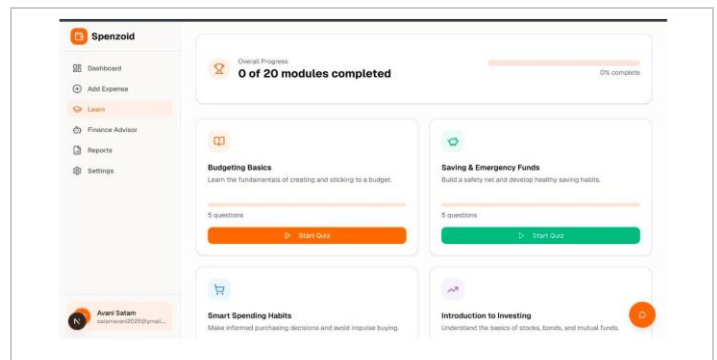 Spenzoid
Dashboard
Add Expense
Learn
Finance Advisor
Reports
Settings
Avani Satam
Overall Progress
0 of 20 modules completed
0% complete
Budgeting Basics
Learn the fundamentals of creating and sticking to a budget.
5 questions
Start Quiz
Saving & Emergency Funds
Build a safety net and develop healthy saving habits.
5 questions
Start Quiz
Smart Spending Habits
Make informed purchasing decisions and avoid impulse buying.
Introduction to Investing
Understand the basics of stocks, bonds, and mutual funds.
N